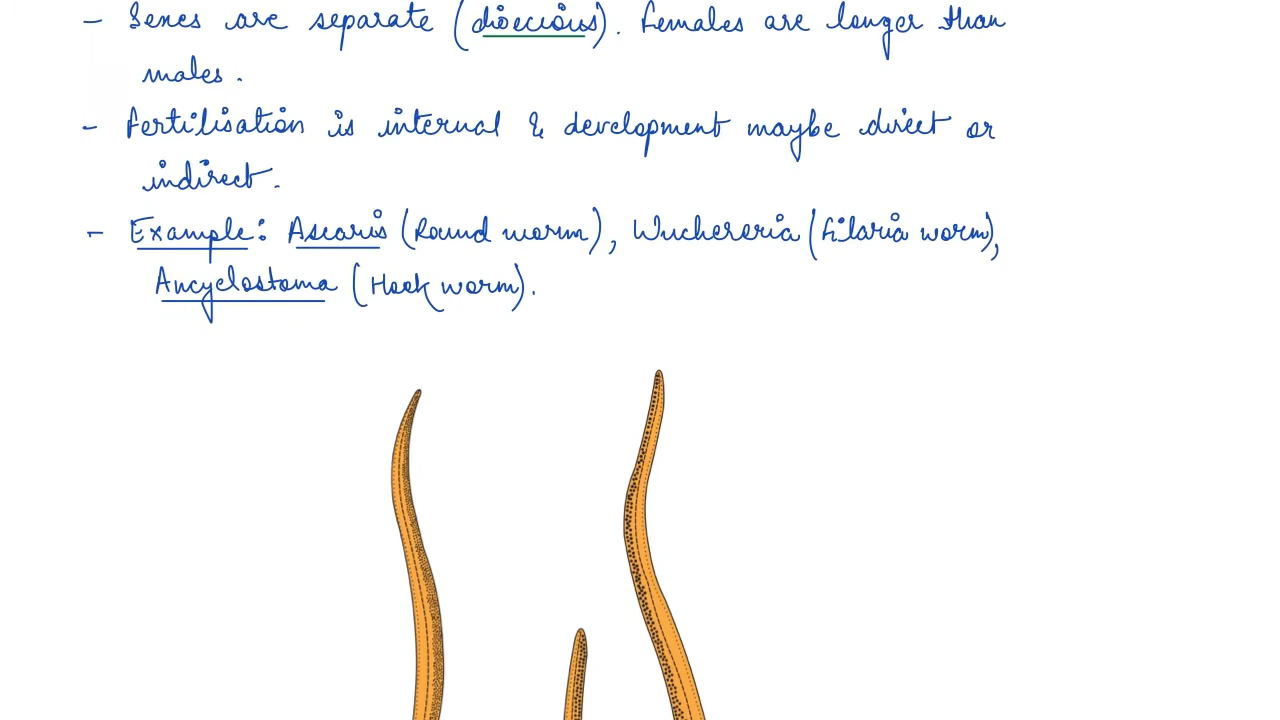 - Sexes are separate (dioecious). Females are longer than
males.
- Fertilisation is internal & development maybe direct or
indirect.
- Example: Ascaris (Round worm), Wuchereria (Filaria worm),
Ancyclostoma (Hook worm).